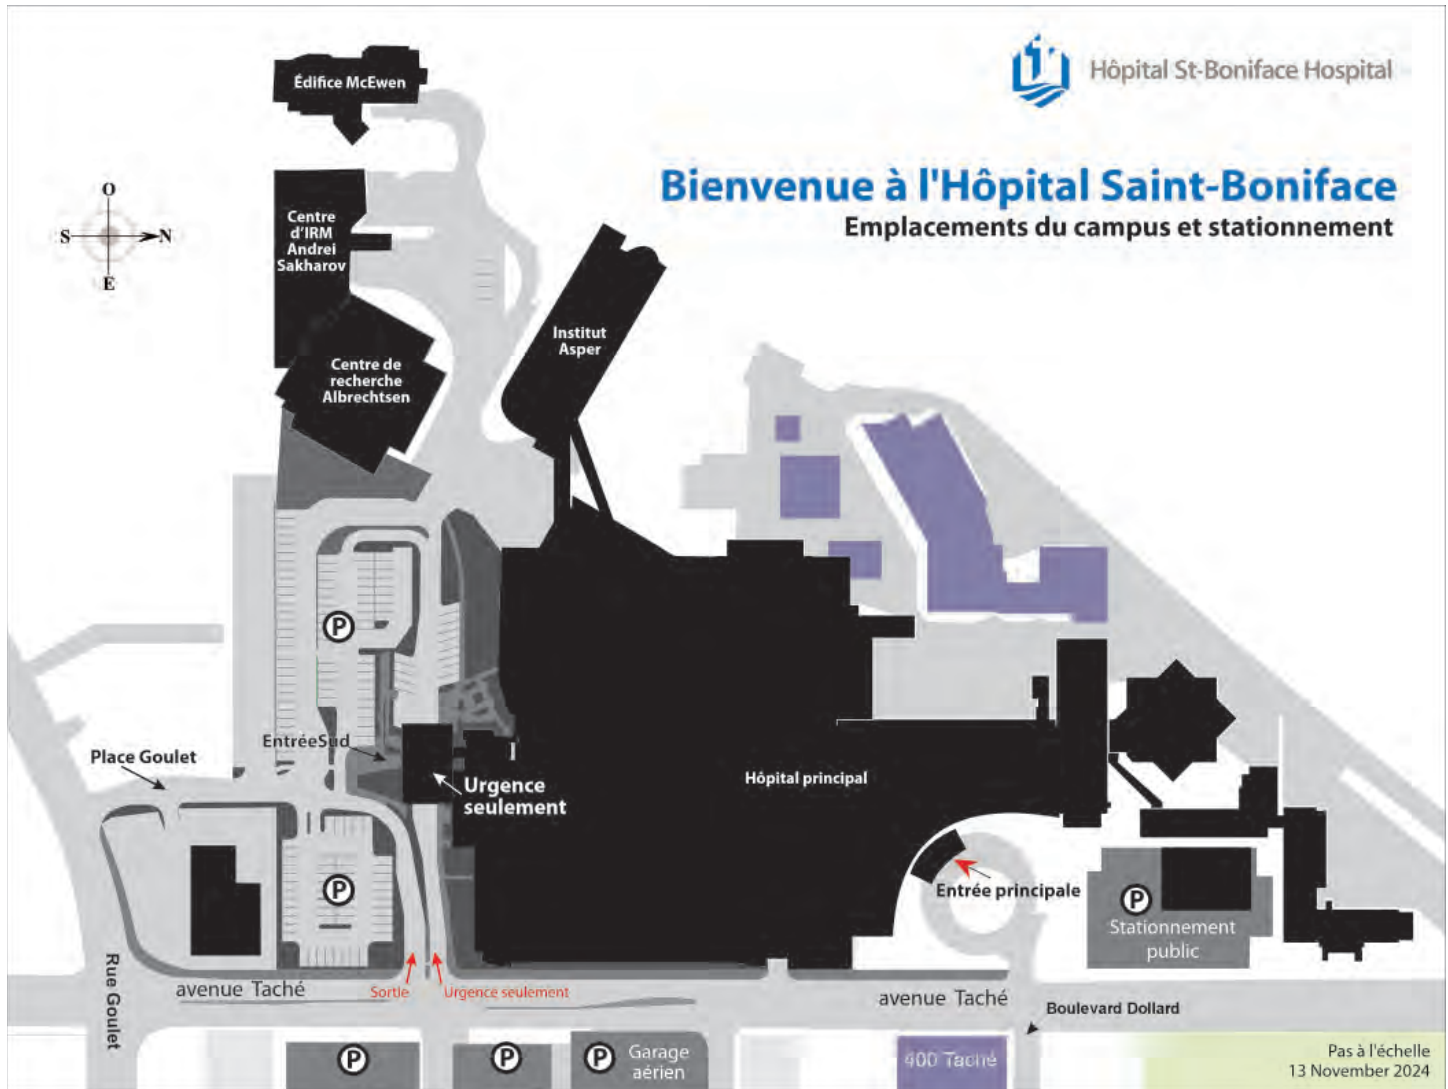 Édifice McEwen
Hôpital St-Boniface Hospital
Bienvenue à l'Hôpital Saint-Boniface
Emplacements du campus et stationnement
O
S
N
E
Centre
d'IRM
Andrei
Sakharov
Institut
Asper
Centre de
recherche
Albrechtsen
P
EntréeSud
Place Goulet
Urgence
seulement
Hôpital principal
P
Entrée principale
P
Stationnement
public
Rue Goulet
avenue Taché
Sortie
Urgence seulement
avenue Taché
Boulevard Dollard
P
P
P
Garage
aérien
400 Taché
Pas à l'échelle
13 November 2024